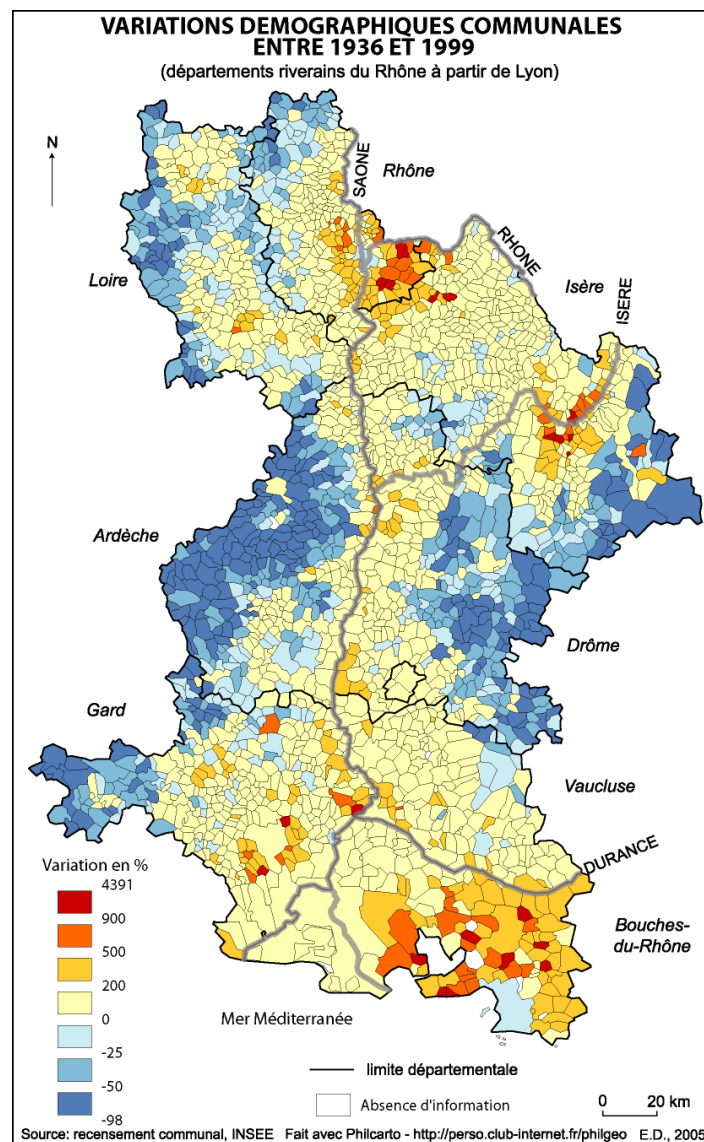 VARIATIONS DEMOGRAPHIQUES COMMUNALES
ENTRE 1936 ET 1999
(départements riverains du Rhône à partir de Lyon)
N
SAONE
Rhône
RHONE
Loire
Isère
ISERE
Ardèche
Drôme
Gard
Vaucluse
DURANCE
Variation en %
4391
900
500
200
0
-25
-50
-98
Bouches-
du-Rhône
Mer Méditerranée
limite départementale
Absence d'information
0 20 km
Source: recensement communal, INSEE Fait avec Philcarto - http://perso.club-internet.fr/philgeo E.D., 2005